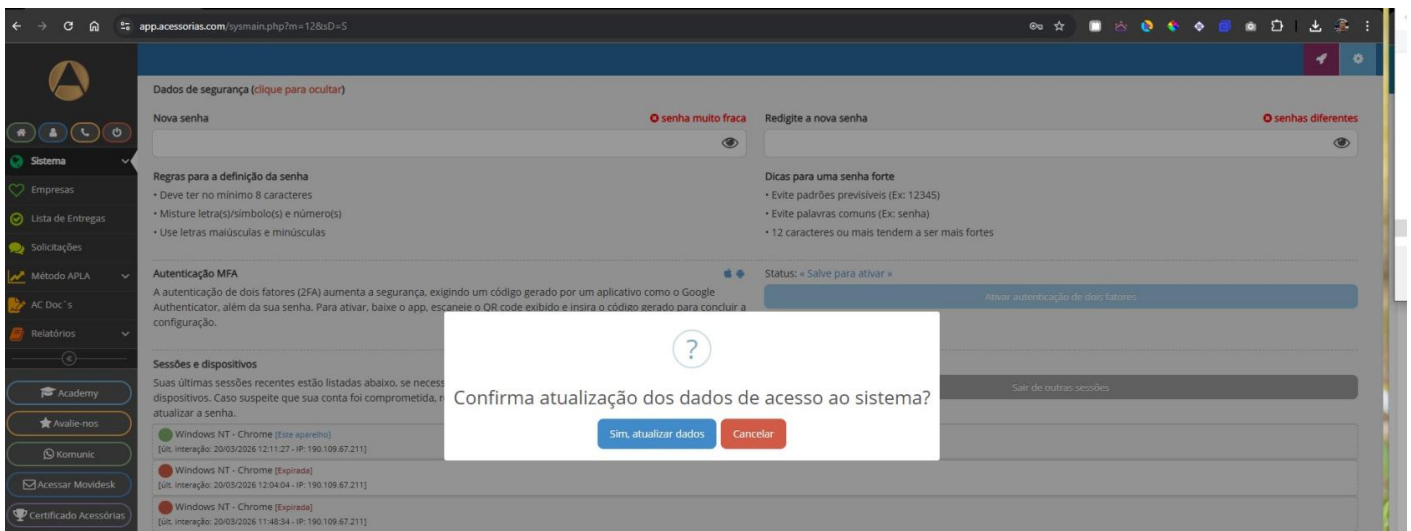 app.acessorias.com/sysmain.php?m=12&sD=S
Dados de segurança (clique para ocultar)
Nova senha
senha muito fraca
Redigite a nova senha
senhas diferentes
Sistema
Empresas
Lista de Entregas
Solicitações
Método APLA
AC Doc´s
Relatórios
Academy
Avalie-nos
Komunic
Acessar Movidesk
Certificado Acessórias
Regras para a definição da senha
• Deve ter no mínimo 8 caracteres
• Misture letra(s)/símbolo(s) e número(s)
• Use letras maiúsculas e minúsculas
Dicas para uma senha forte
• Evite padrões previsíveis (Ex: 12345)
• Evite palavras comuns (Ex: senha)
• 12 caracteres ou mais tendem a ser mais fortes
Autenticação MFA
A autenticação de dois fatores (2FA) aumenta a segurança, exigindo um código gerado por um aplicativo como o Google
Authenticator, além da sua senha. Para ativar, baixe o app, escaneie o QR code exibido e insira o código gerado para concluir a
configuração.
Status: « Salve para ativar »
Ativar autenticação de dois fatores
Sessões e dispositivos
Suas últimas sessões recentes estão listadas abaixo, se necess
dispositivos. Caso suspeite que sua conta foi comprometida, r
atualizar a senha.
Sair de outras sessões
?
Confirma atualização dos dados de acesso ao sistema?
Sim, atualizar dados
Cancelar
Windows NT - Chrome [Este aparelho]
[últ. interação: 20/03/2026 12:11:27 - IP: 190.109.67.211]
Windows NT - Chrome [Expirada]
[últ. interação: 20/03/2026 12:04:04 - IP: 190.109.67.211]
Windows NT - Chrome [Expirada]
[últ. interação: 20/03/2026 11:48:34 - IP: 190.109.67.211]